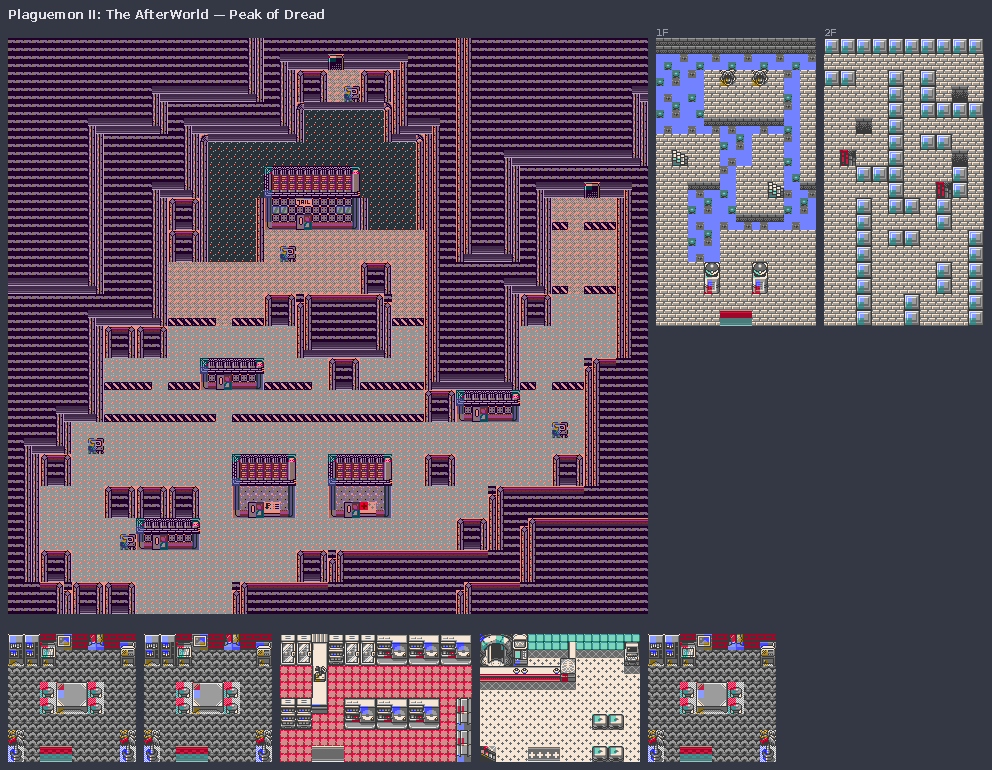 Plaguemon II: The AfterWorld — Peak of Dread
1F
2F